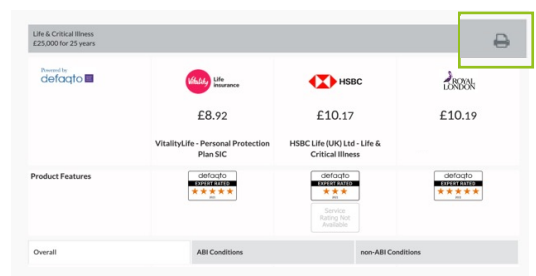 Life & Critical Illness
£25,000 for 25 years
Powered by
defaqto
Vitality Life Insurance
HSBC
ROYAL LONDON
£8.92
£10.17
£10.19
VitalityLife - Personal Protection Plan SIC
HSBC Life (UK) Ltd - Life & Critical Illness
Product Features
defaqto
EXPERT RATED
defaqto
EXPERT RATED
defaqto
EXPERT RATED
Service
Rating Not
Available
Overall
ABI Conditions
non-ABI Conditions